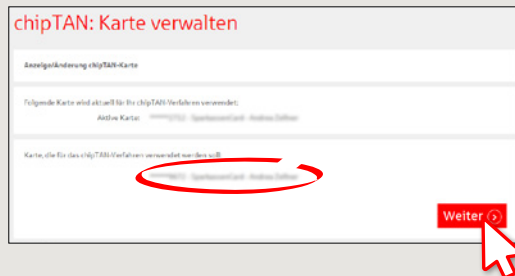 chipTAN: Karte verwalten
Anzeige/Änderung chipTAN-Karte
Folgende Karte wird aktuell für Ihr chipTAN-Verfahren verwendet:
Aktive Karte:
Karte, die für das chipTAN-Verfahren verwendet werden soll
Weiter